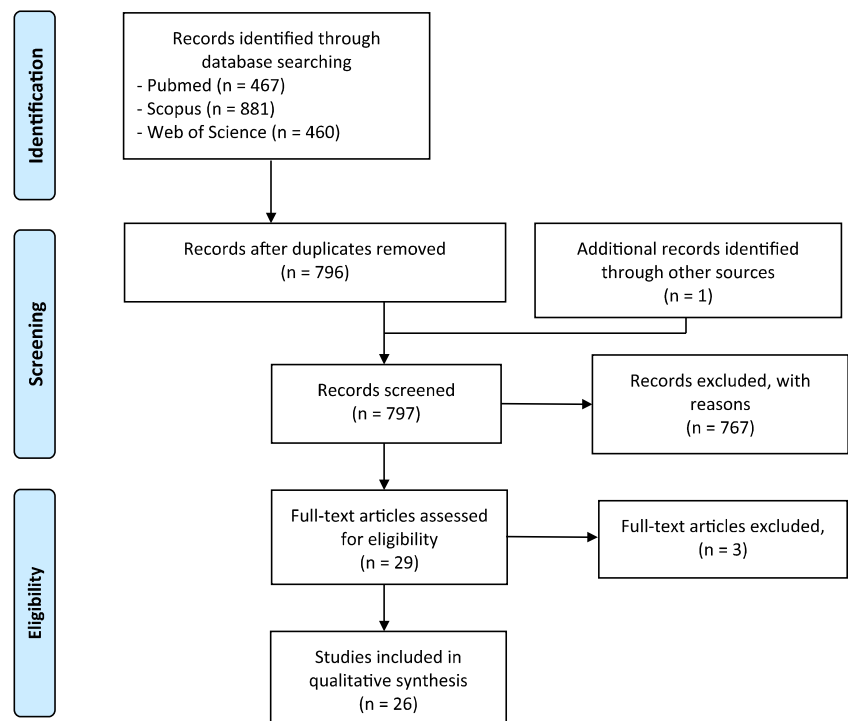 Identification
Records identified through
database searching
- Pubmed (n = 467)
- Scopus (n = 881)
- Web of Science (n = 460)
Screening
Records after duplicates removed
(n = 796)
Additional records identified
through other sources
(n = 1)
Records screened
(n = 797)
Records excluded, with
reasons
(n = 767)
Eligibility
Full-text articles assessed
for eligibility
(n = 29)
Full-text articles excluded,
(n = 3)
Studies included in
qualitative synthesis
(n = 26)